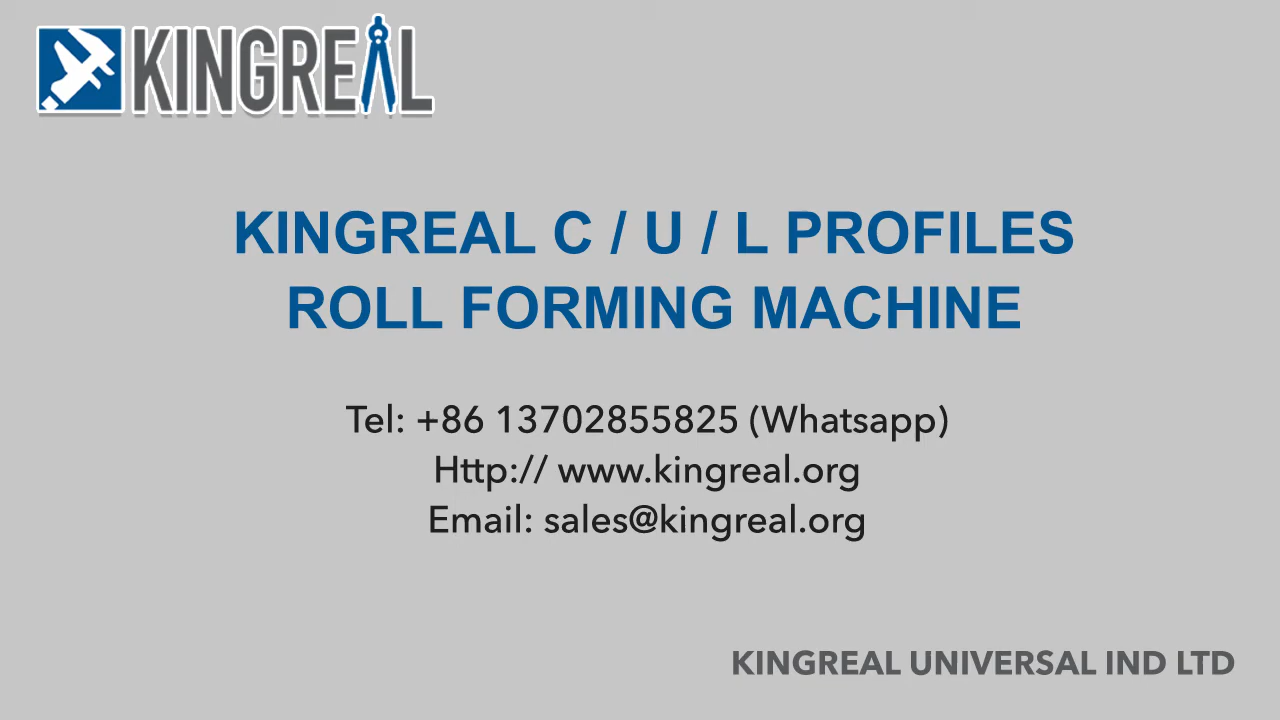 KINGREAL
KINGREAL C / U / L PROFILES
ROLL FORMING MACHINE
Tel: +86 13702855825 (Whatsapp)
Http:// www.kingreal.org
Email: sales@kingreal.org
KINGREAL UNIVERSAL IND LTD